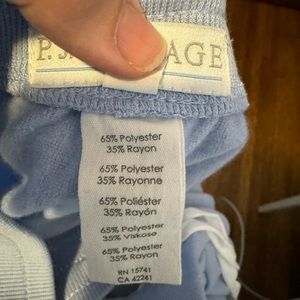 P. J. AGE
65% Polyester
35% Rayon
65% Polyester
35% Rayonne
65% Poliéster
35% Rayón
65% Polyester
35% Viskose
65% Polyester
35% Rayon
RN 15741
CA 42241